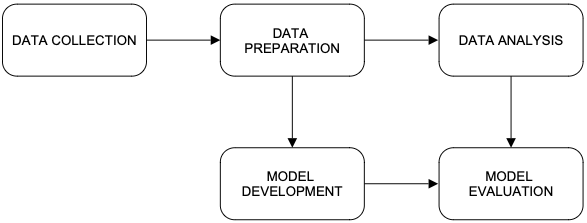 DATA COLLECTION
DATA
PREPARATION
DATA ANALYSIS
MODEL
DEVELOPMENT
MODEL
EVALUATION